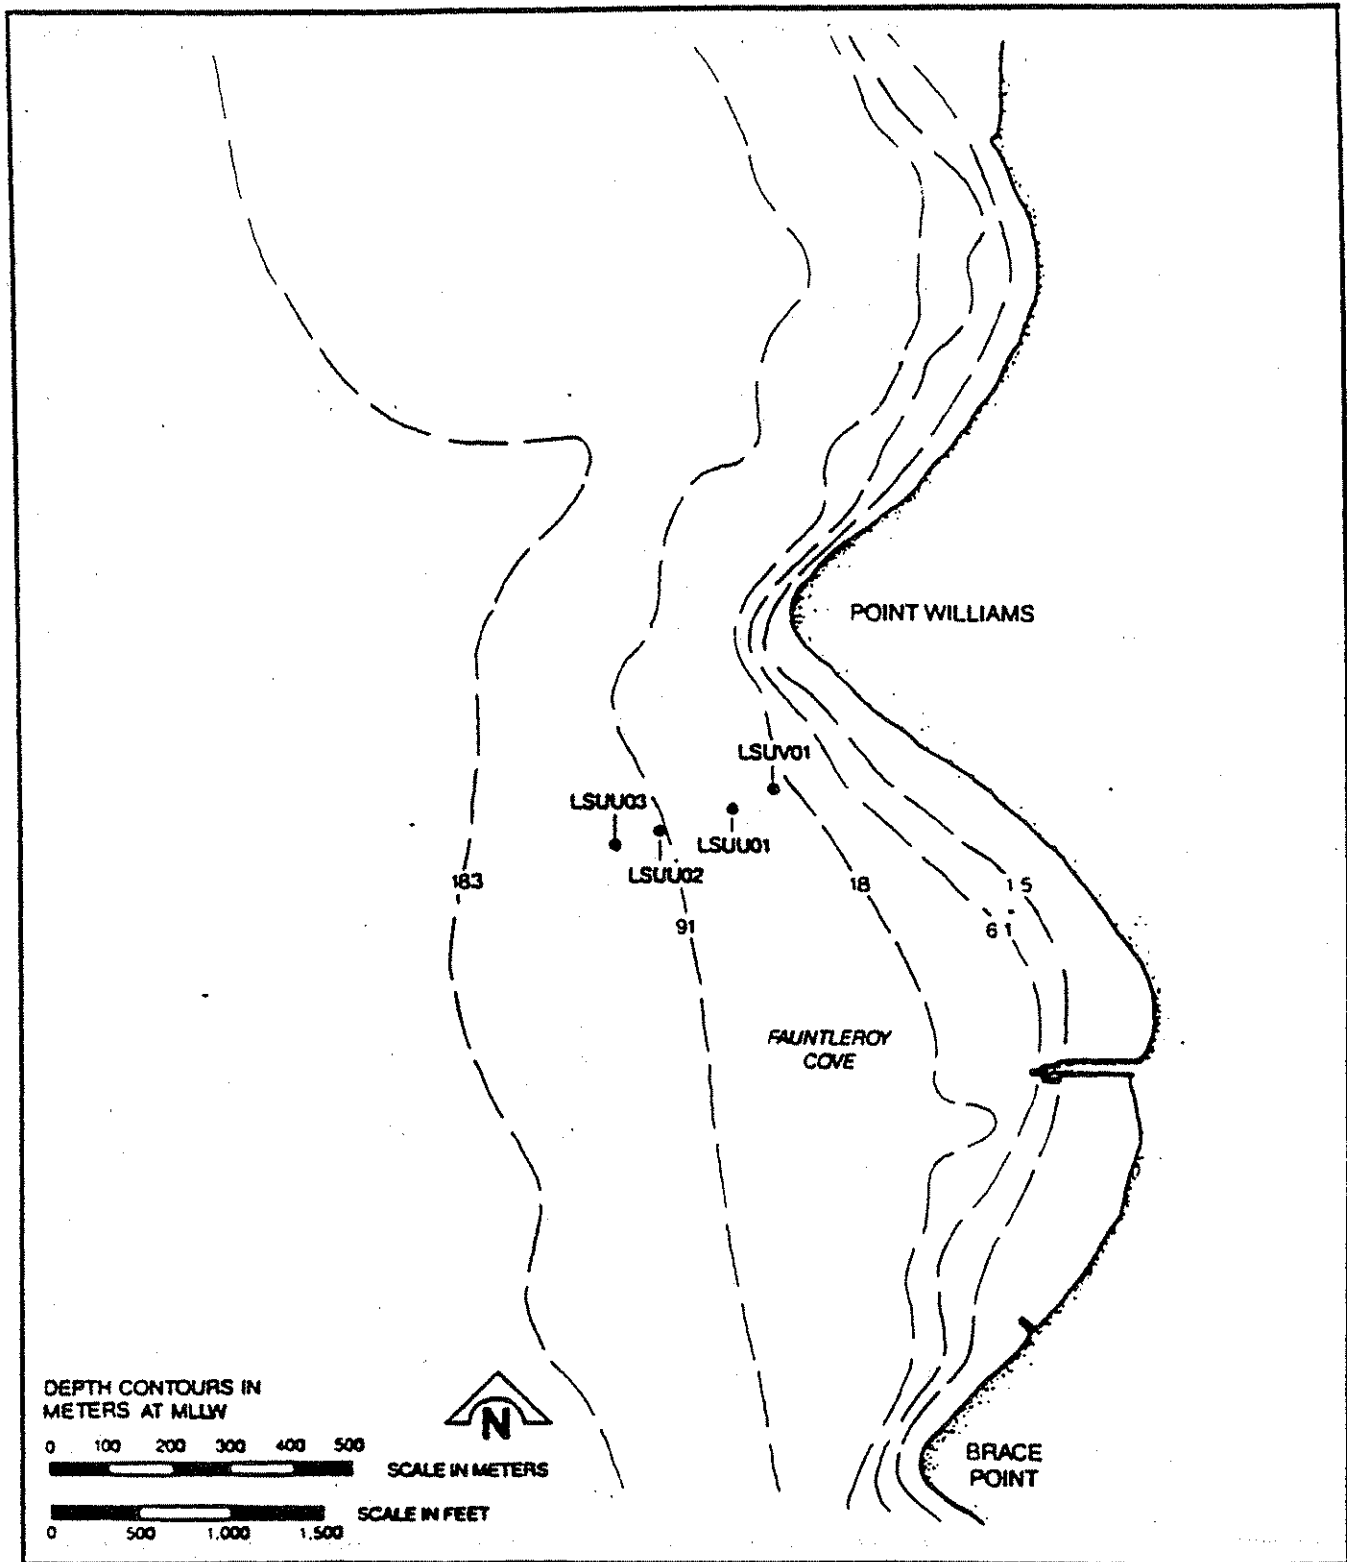 POINT WILLIAMS
LSUV01
LSUU03
LSUU01
LSUU02
183
18
1 5
91
6 1
FAUNTLEROY
COVE
DEPTH CONTOURS IN
METERS AT MLLW
N
0 100 200 300 400 500
SCALE IN METERS
SCALE IN FEET
0 500 1,000 1,500
BRACE
POINT